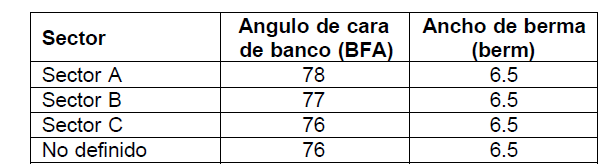 Sector Angulo de cara de banco (BFA) Ancho de berma (berm)
Sector A 78 6.5
Sector B 77 6.5
Sector C 76 6.5
No definido 76 6.5